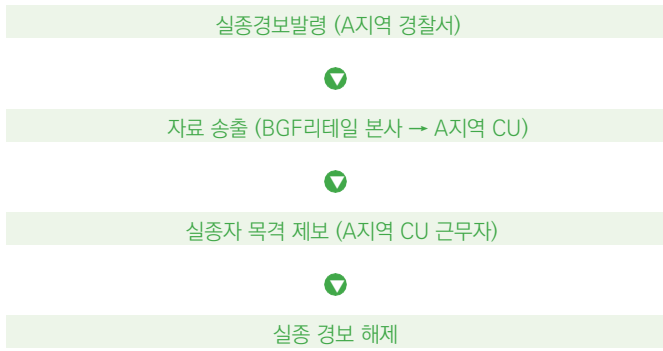 실종경보발령 (A지역 경찰서)
자료 송출 (BGF리테일 본사 → A지역 CU)
실종자 목격 제보 (A지역 CU 근무자)
실종 경보 해제